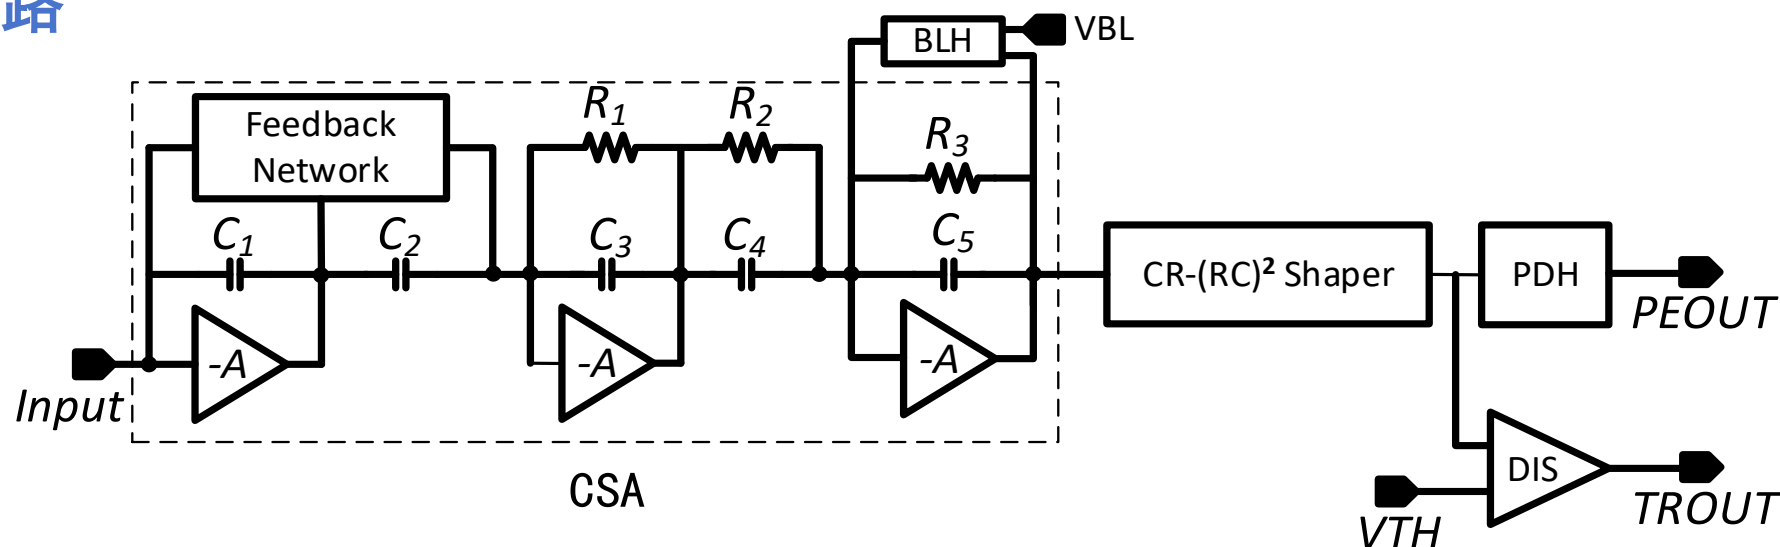 路
BLH
VBL
Feedback
Network
R1
R2
R3
C1
C2
C3
C4
C5
-A
-A
-A
Input
CSA
CR-(RC)² Shaper
PDH
PEOUT
DIS
VTH
TROUT